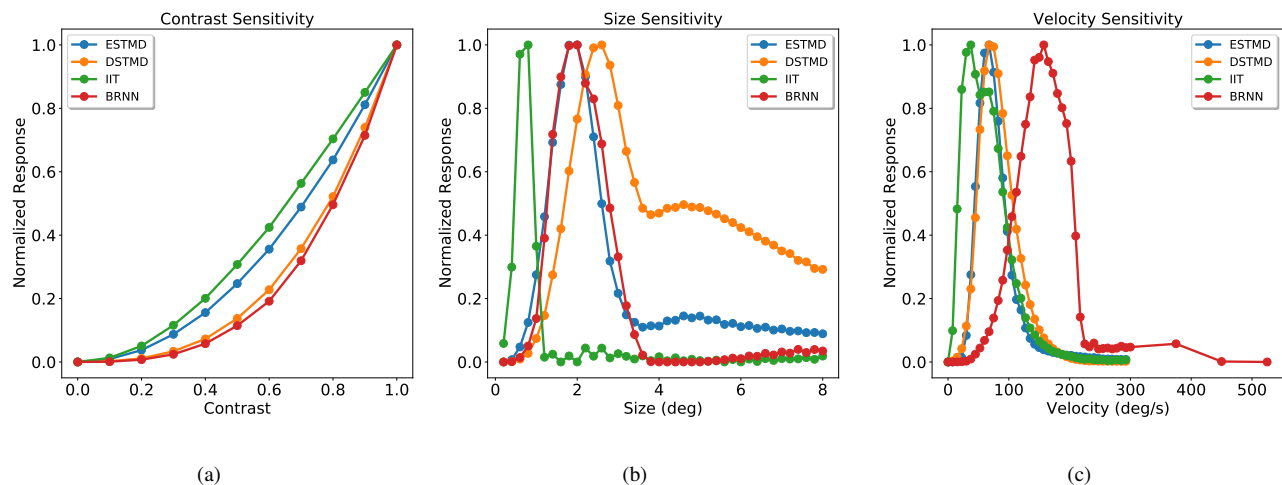 Contrast Sensitivity
ESTMD
DSTMD
IIT
BRNN
Normalized Response
1.0
0.8
0.6
0.4
0.2
0.0
0.0 0.2 0.4 0.6 0.8 1.0
Contrast
(a)
Size Sensitivity
ESTMD
DSTMD
IIT
BRNN
Normalized Response
1.0
0.8
0.6
0.4
0.2
0.0
0 2 4 6 8
Size (deg)
(b)
Velocity Sensitivity
ESTMD
DSTMD
IIT
BRNN
Normalized Response
1.0
0.8
0.6
0.4
0.2
0.0
0 100 200 300 400 500
Velocity (deg/s)
(c)